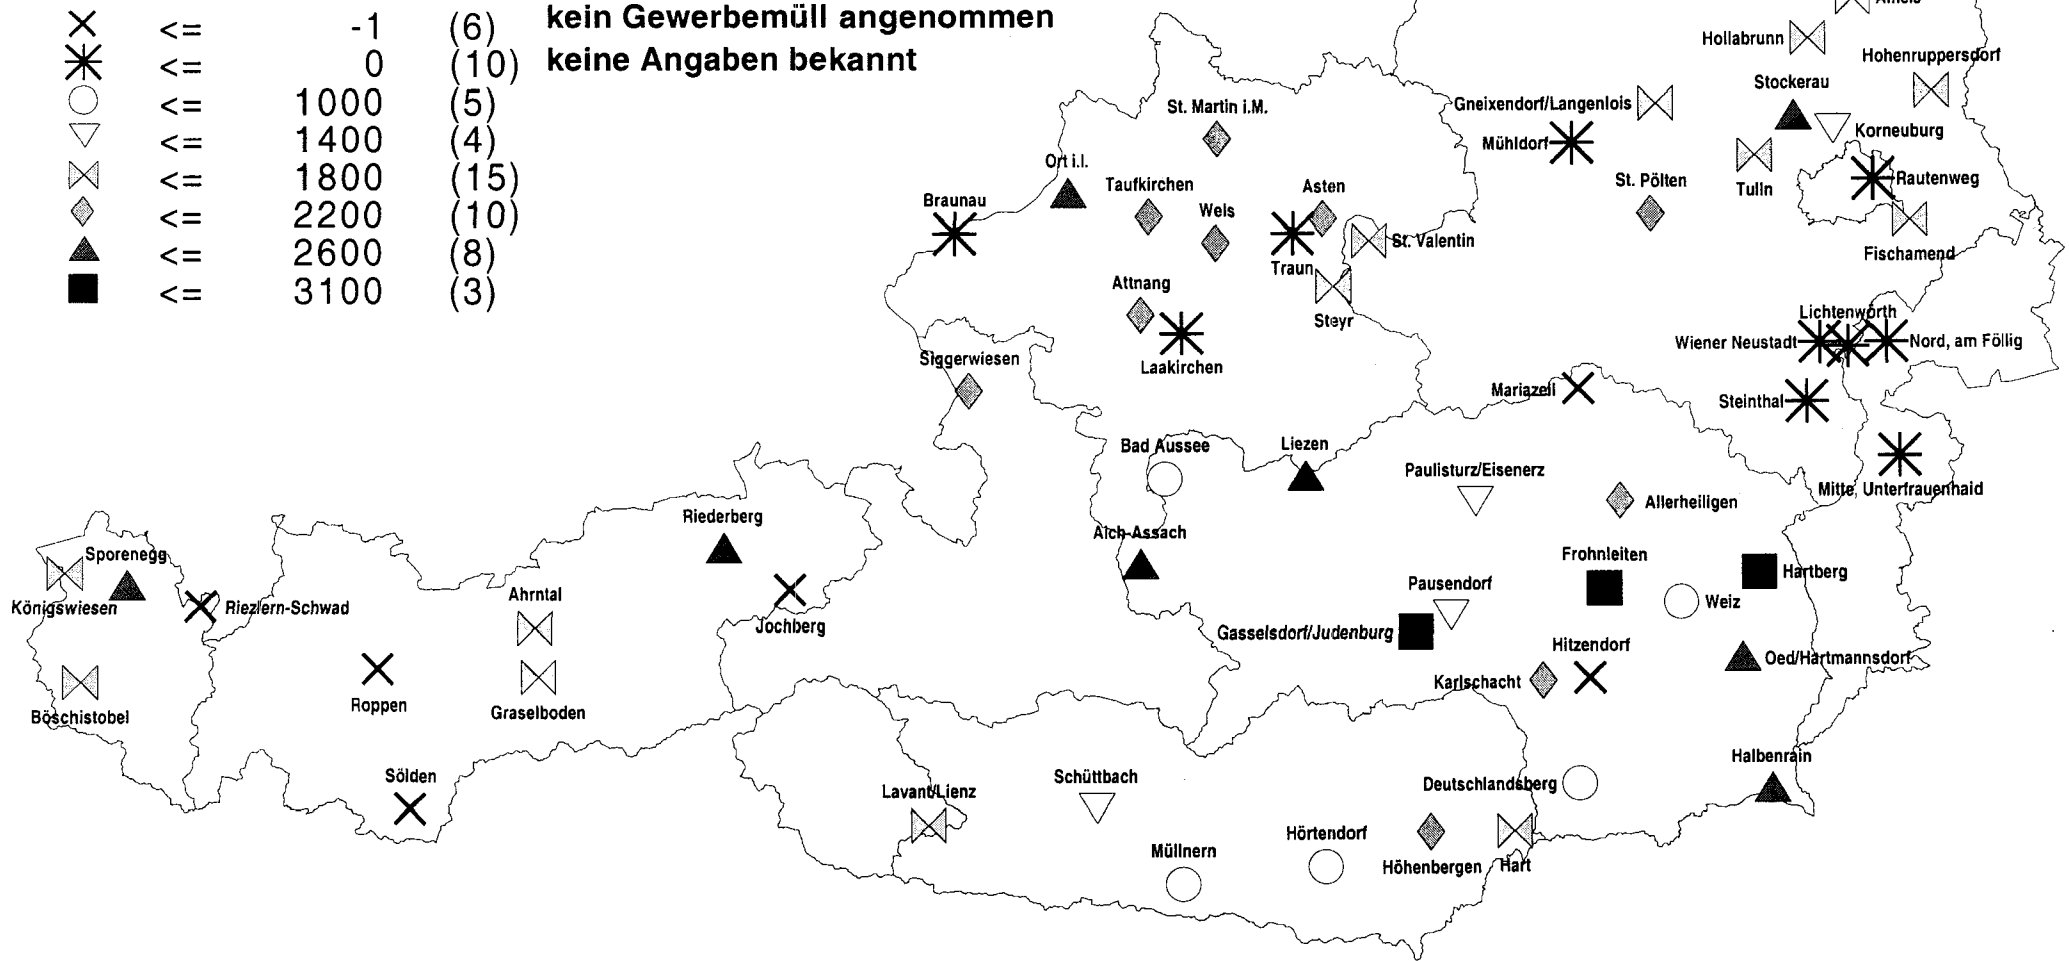 <= -1 (6) kein Gewerbemüll angenommen
<= 0 (10) keine Angaben bekannt
<= 1000 (5)
<= 1400 (4)
<= 1800 (15)
<= 2200 (10)
<= 2600 (8)
<= 3100 (3)
Hollabrunn
Hohenruppersdorf
Stockerau
Gneixendorf/Langenlois
St. Martin i.M.
Korneuburg
Mühldorf
Ort i.I.
Rautenweg
St. Pölten
Tulln
Taufkirchen
Asten
Braunau
Wels
St. Valentin
Fischamend
Traun
Attnang
Lichtenwörth
Steyr
Wiener Neustadt
Nord, am Föllig
Siggerwiesen
Laakirchen
Mariazell
Steinthal
Bad Aussee
Liezen
Paulisturz/Eisenerz
Mitte, Unterfrauenhaid
Allerheiligen
Riederberg
Aich-Assach
Sporenegg
Frohnleiten
Hartberg
Pausendorf
Ahrntal
Königswiesen
Riezlern-Schwad
Weiz
Jochberg
Gasselsdorf/Judenburg
Hitzendorf
Oed/Hartmannsdorf
Karlschacht
Roppen
Graselboden
Böschistobel
Halbenrain
Sölden
Schüttbach
Deutschlandsberg
Lavant/Lienz
Hörtendorf
Müllnern
Höhenbergen
Hart